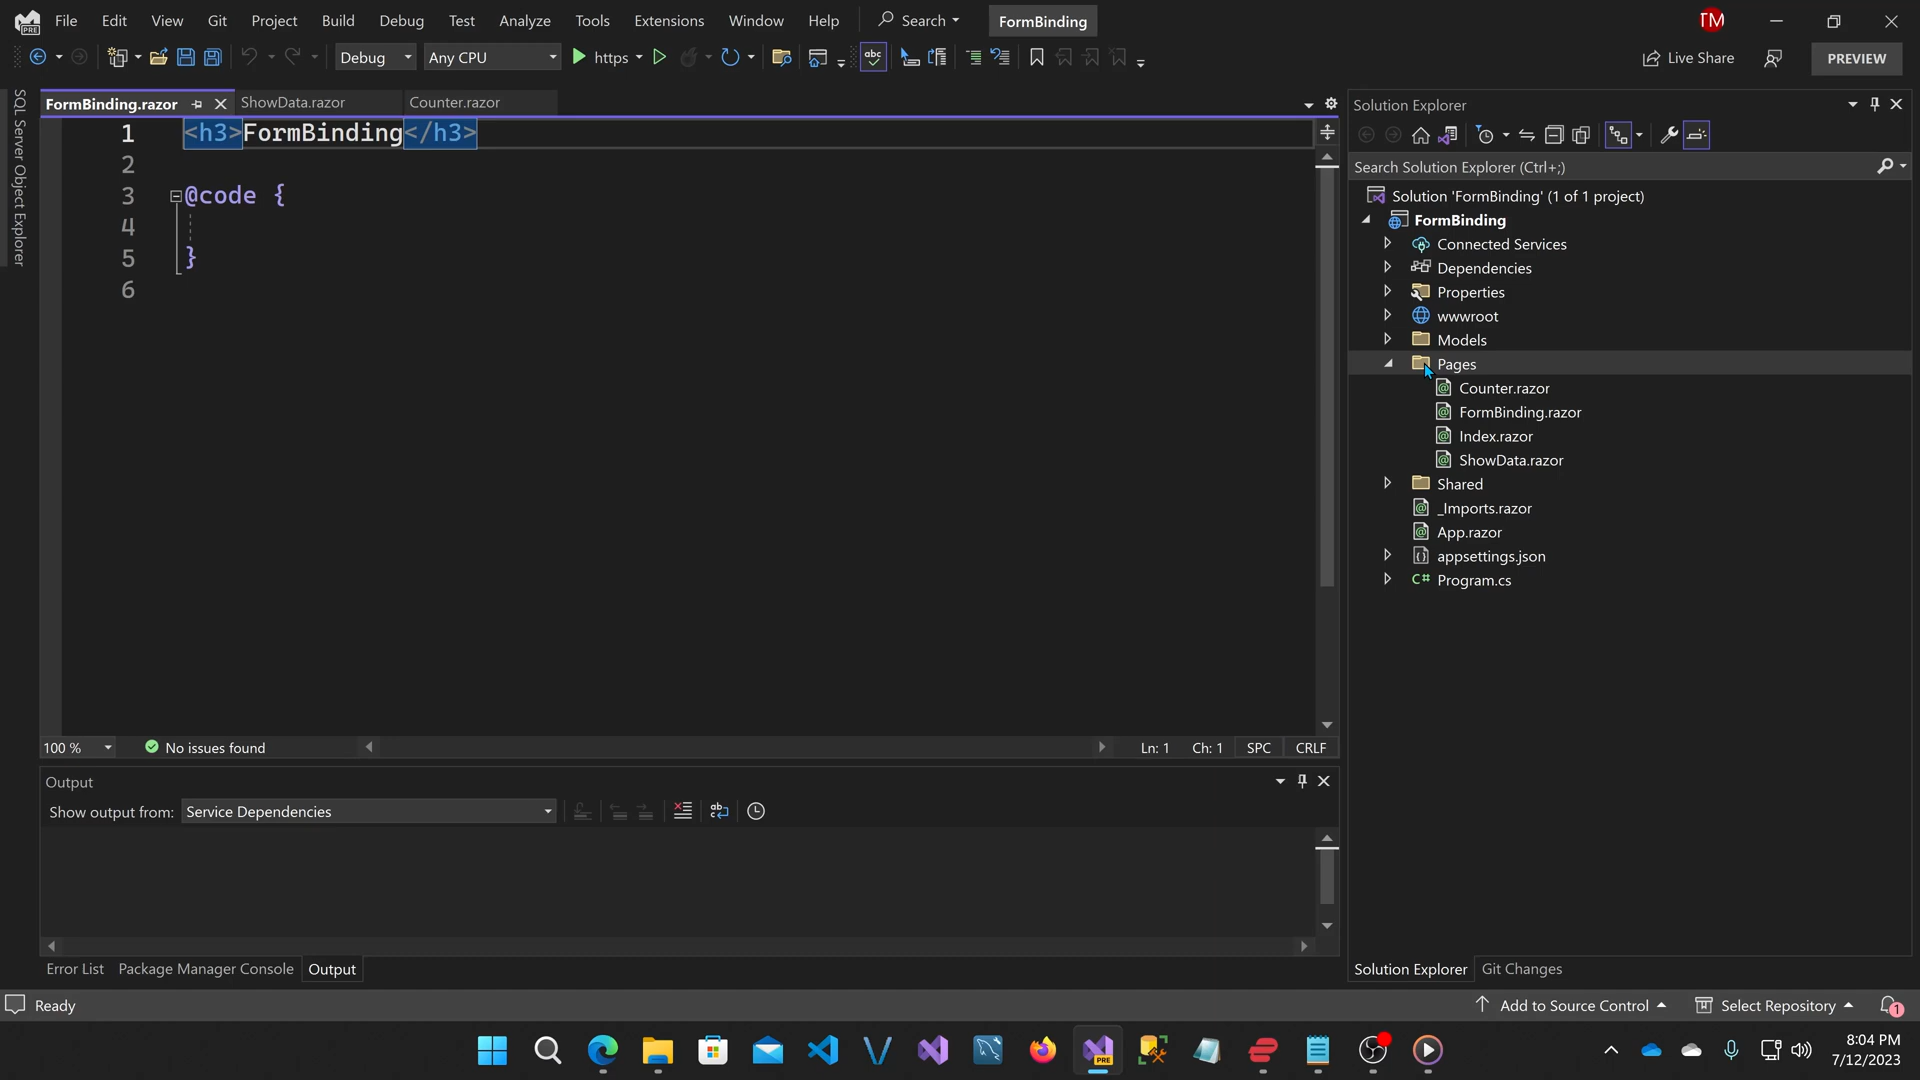 File Edit View Git Project Build Debug Test Analyze Tools Extensions Window Help Search FormBinding TM
Debug Any CPU https abc Live Share PREVIEW
SQL Server Object Explorer
FormBinding.razor ShowData.razor Counter.razor
1 <h3>FormBinding</h3>
2
3 @code {
4
5 }
6
100 % No issues found Ln: 1 Ch: 1 SPC CRLF
Output
Show output from: Service Dependencies
Error List Package Manager Console Output
Solution Explorer
Search Solution Explorer (Ctrl+;)
Solution 'FormBinding' (1 of 1 project)
FormBinding
Connected Services
Dependencies
Properties
wwwroot
Models
Pages
Counter.razor
FormBinding.razor
Index.razor
ShowData.razor
Shared
_Imports.razor
App.razor
appsettings.json
C# Program.cs
Solution Explorer Git Changes
Ready Add to Source Control Select Repository 1
PRE
8:04 PM
7/12/2023